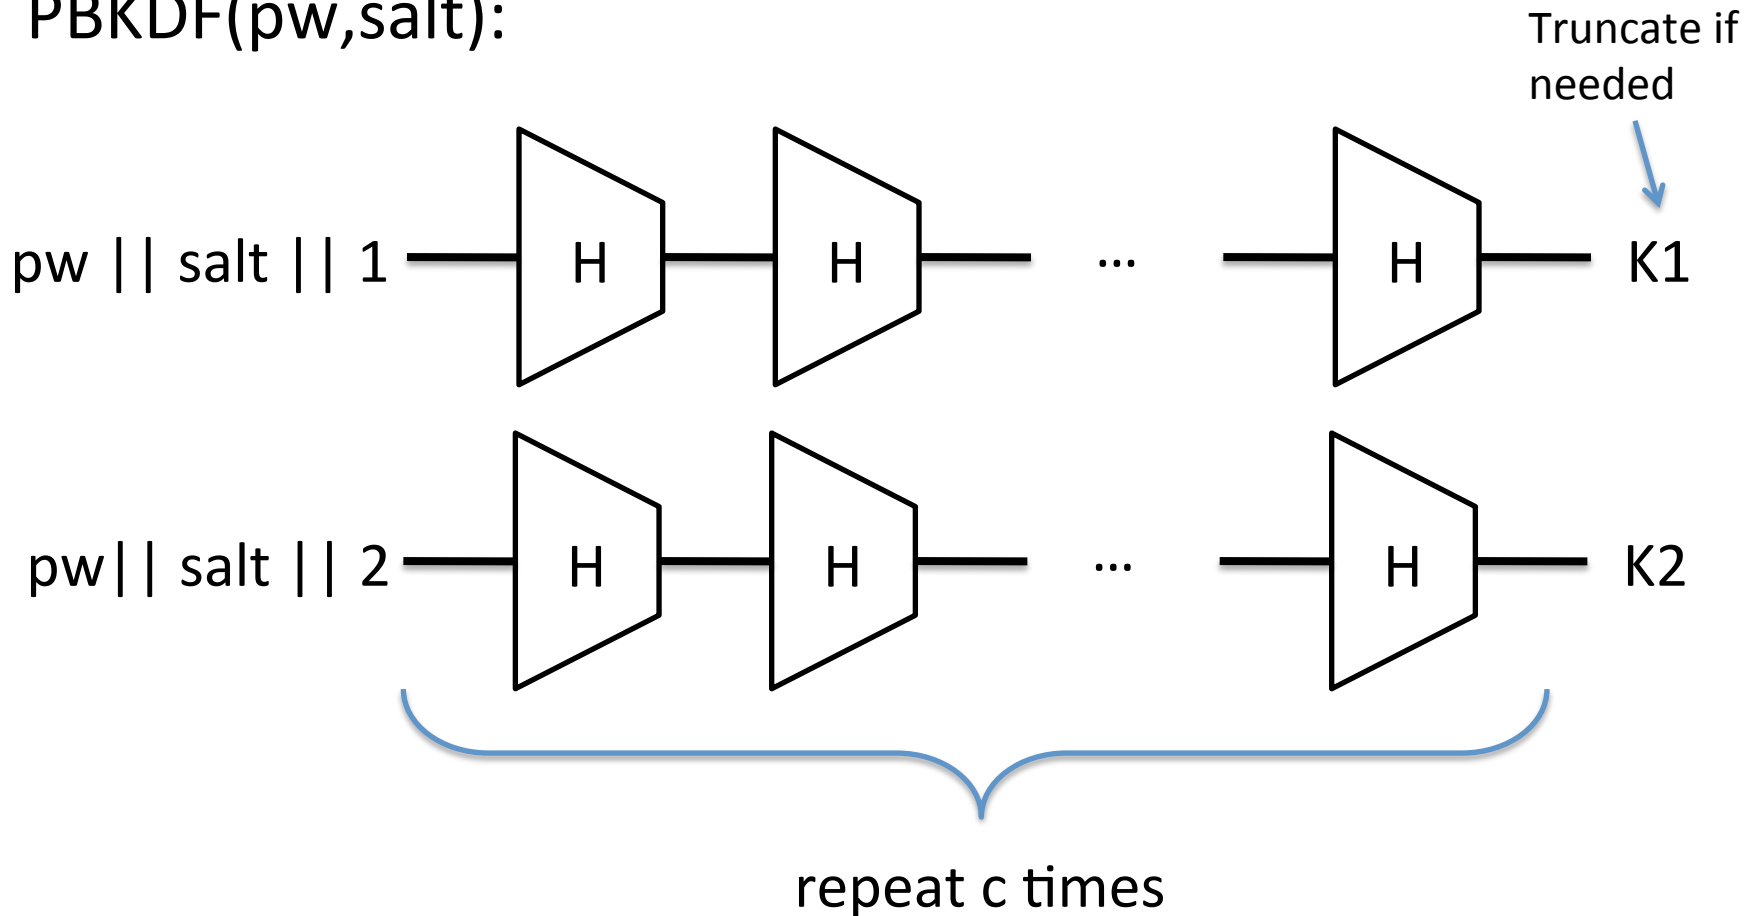 PBKDF(pw,salt):
Truncate if
needed
pw || salt || 1 H H ... H K1
pw|| salt || 2 H H ... H K2
repeat c times